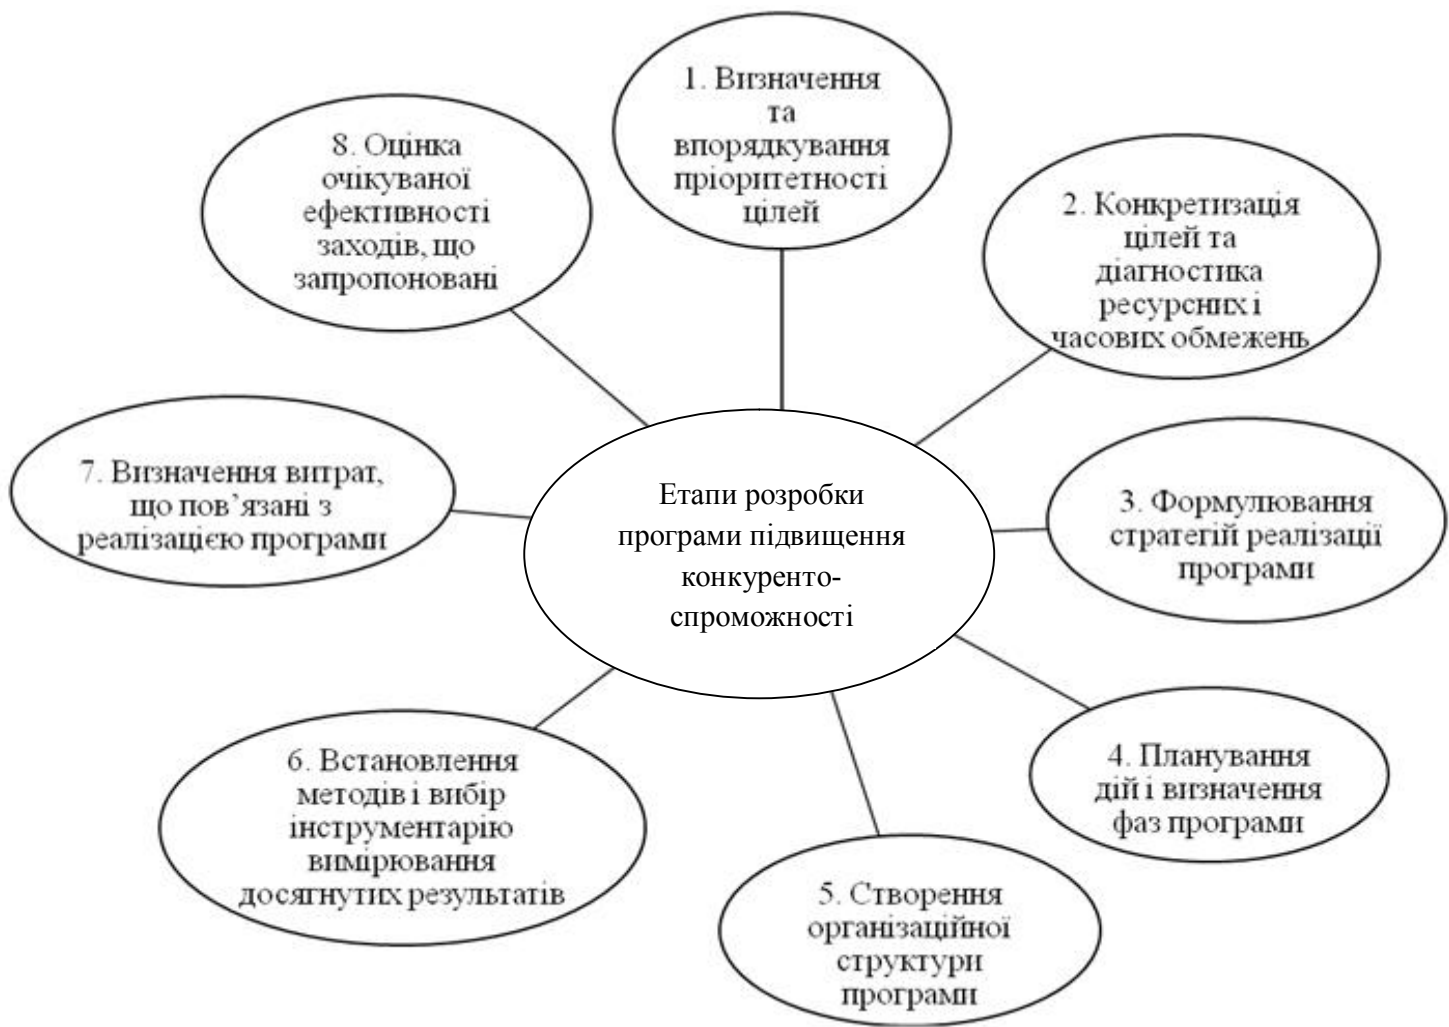 1. Визначення
та
впорядкування
пріоритетності
цілей
2. Конкретизація
цілей та
діагностика
ресурсних і
часових обмежень
3. Формулювання
стратегій реалізації
програми
4. Планування
дій і визначення
фаз програми
5. Створення
організаційної
структури
програми
6. Встановлення
методів і вибір
інструментарію
вимірювання
досягнутих результатів
7. Визначення витрат,
що пов’язані з
реалізацією програми
8. Оцінка
очікуваної
ефективності
заходів, що
запропоновані
Етапи розробки
програми підвищення
конкуренто-
спроможності